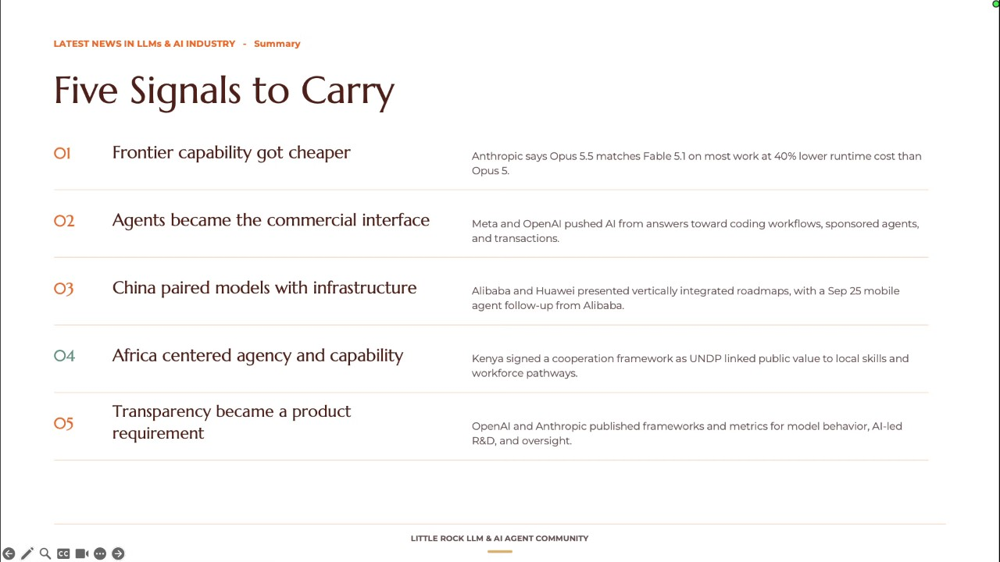 LATEST NEWS IN LLMs & AI INDUSTRY - Summary
Five Signals to Carry
01 Frontier capability got cheaper
Anthropic says Opus 5.5 matches Fable 5.1 on most work at 40% lower runtime cost than
Opus 5.
02 Agents became the commercial interface
Meta and OpenAI pushed AI from answers toward coding workflows, sponsored agents,
and transactions.
03 China paired models with infrastructure
Alibaba and Huawei presented vertically integrated roadmaps, with a Sep 25 mobile
agent follow-up from Alibaba.
04 Africa centered agency and capability
Kenya signed a cooperation framework as UNDP linked public value to local skills and
workforce pathways.
05 Transparency became a product
requirement
OpenAI and Anthropic published frameworks and metrics for model behavior, AI-led
R&D, and oversight.
LITTLE ROCK LLM & AI AGENT COMMUNITY
CC